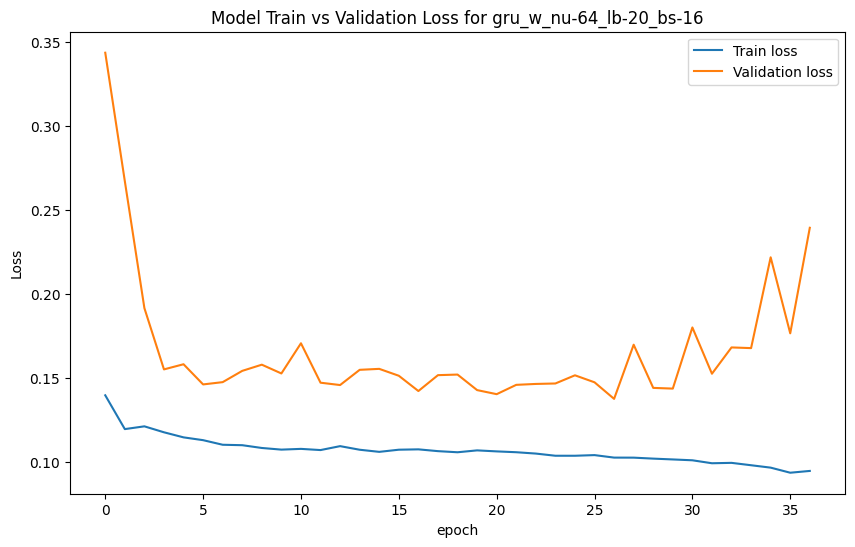 Model Train vs Validation Loss for gru_w_nu-64_lb-20_bs-16
Train loss
Validation loss
0.35
0.30
0.25
0.20
0.15
0.10
Loss
0 5 10 15 20 25 30 35
epoch